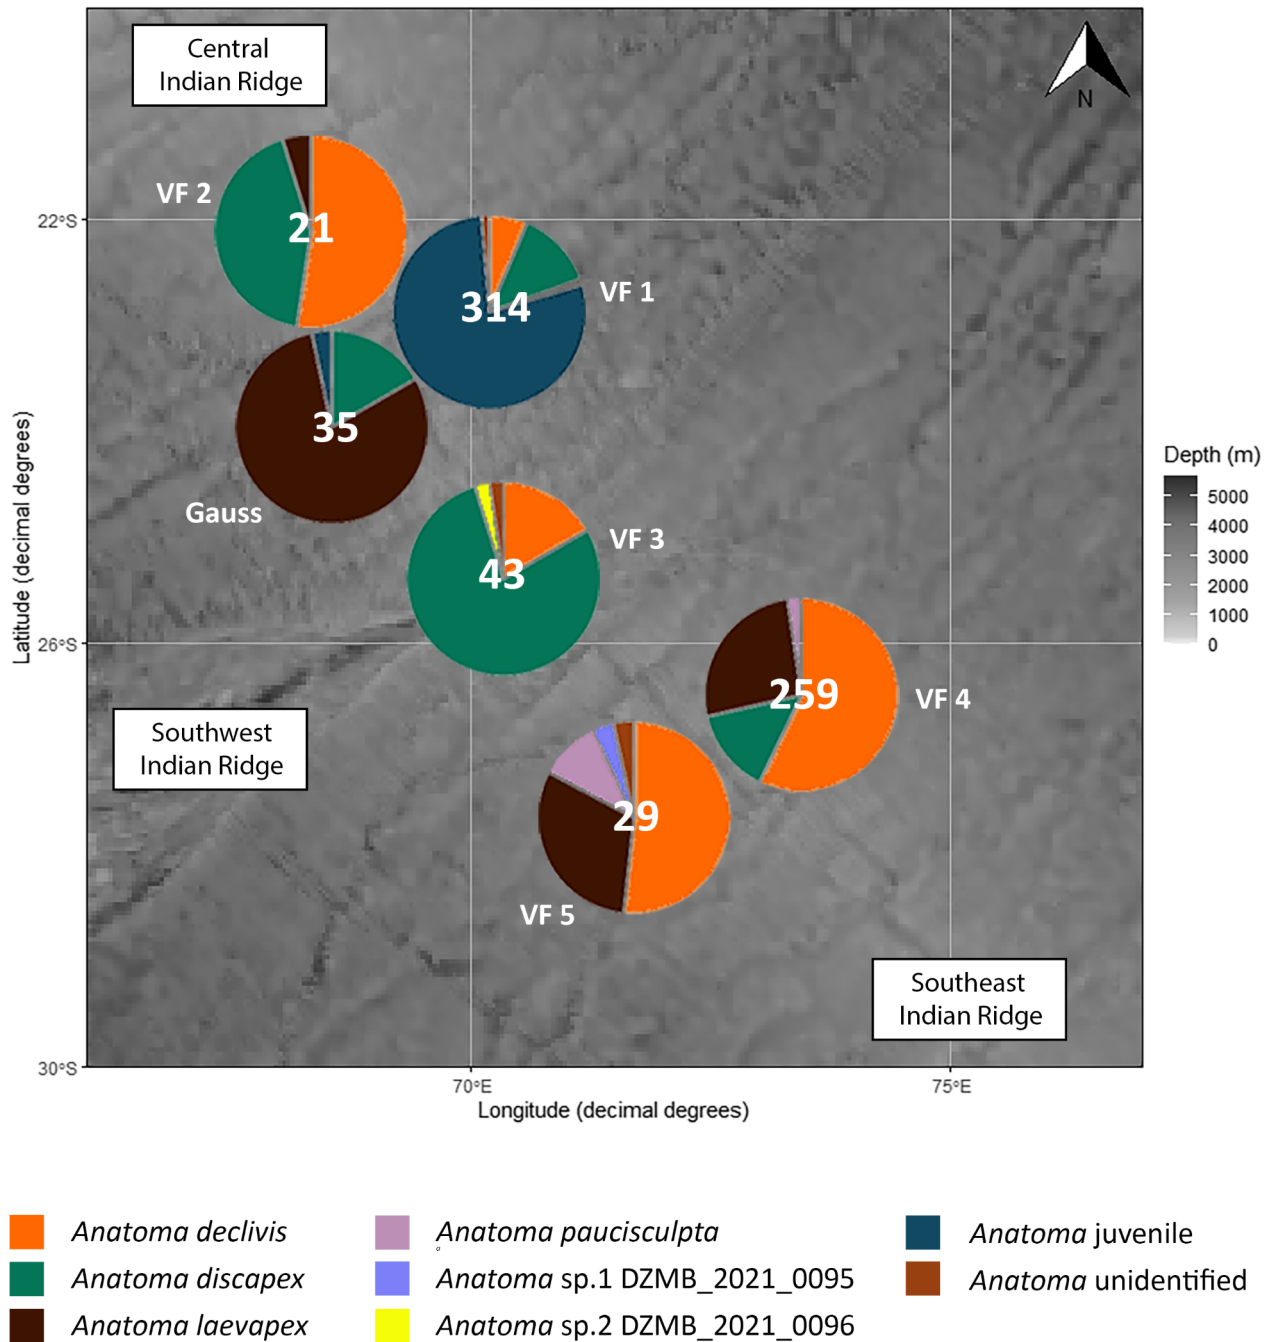 Central
Indian Ridge
N
VF 2
21
22°S
314
VF 1
35
Gauss
43
VF 3
26°S
259
VF 4
Southwest
Indian Ridge
29
VF 5
Southeast
Indian Ridge
30°S
70°E
75°E
Longitude (decimal degrees)
Latitude (decimal degrees)
Depth (m)
5000
4000
3000
2000
1000
0
Anatoma declivis
Anatoma discapex
Anatoma laevapex
Anatoma paucisculpta
a
Anatoma sp.1 DZMB_2021_0095
Anatoma sp.2 DZMB_2021_0096
Anatoma juvenile
Anatoma unidentified